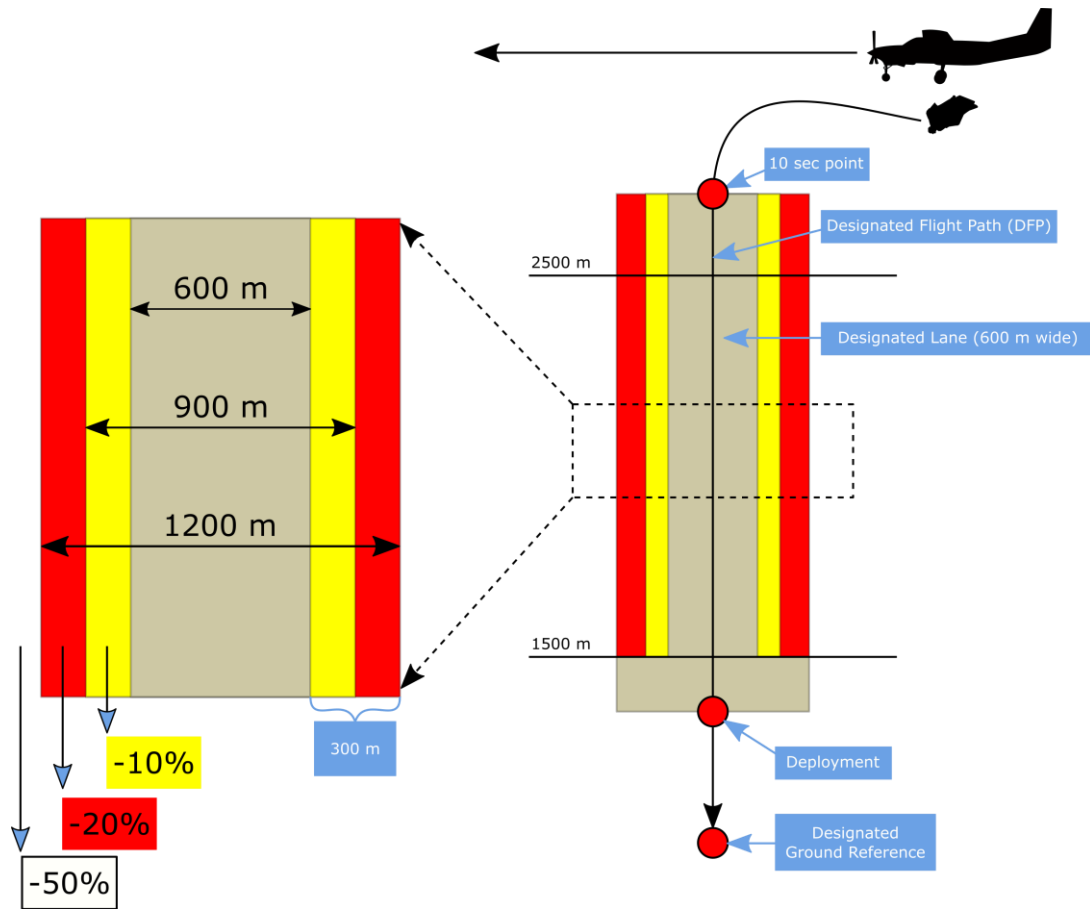 10 sec point
Designated Flight Path (DFP)
2500 m
600 m
Designated Lane (600 m wide)
900 m
1200 m
1500 m
300 m
-10%
Deployment
-20%
Designated
Ground Reference
-50%